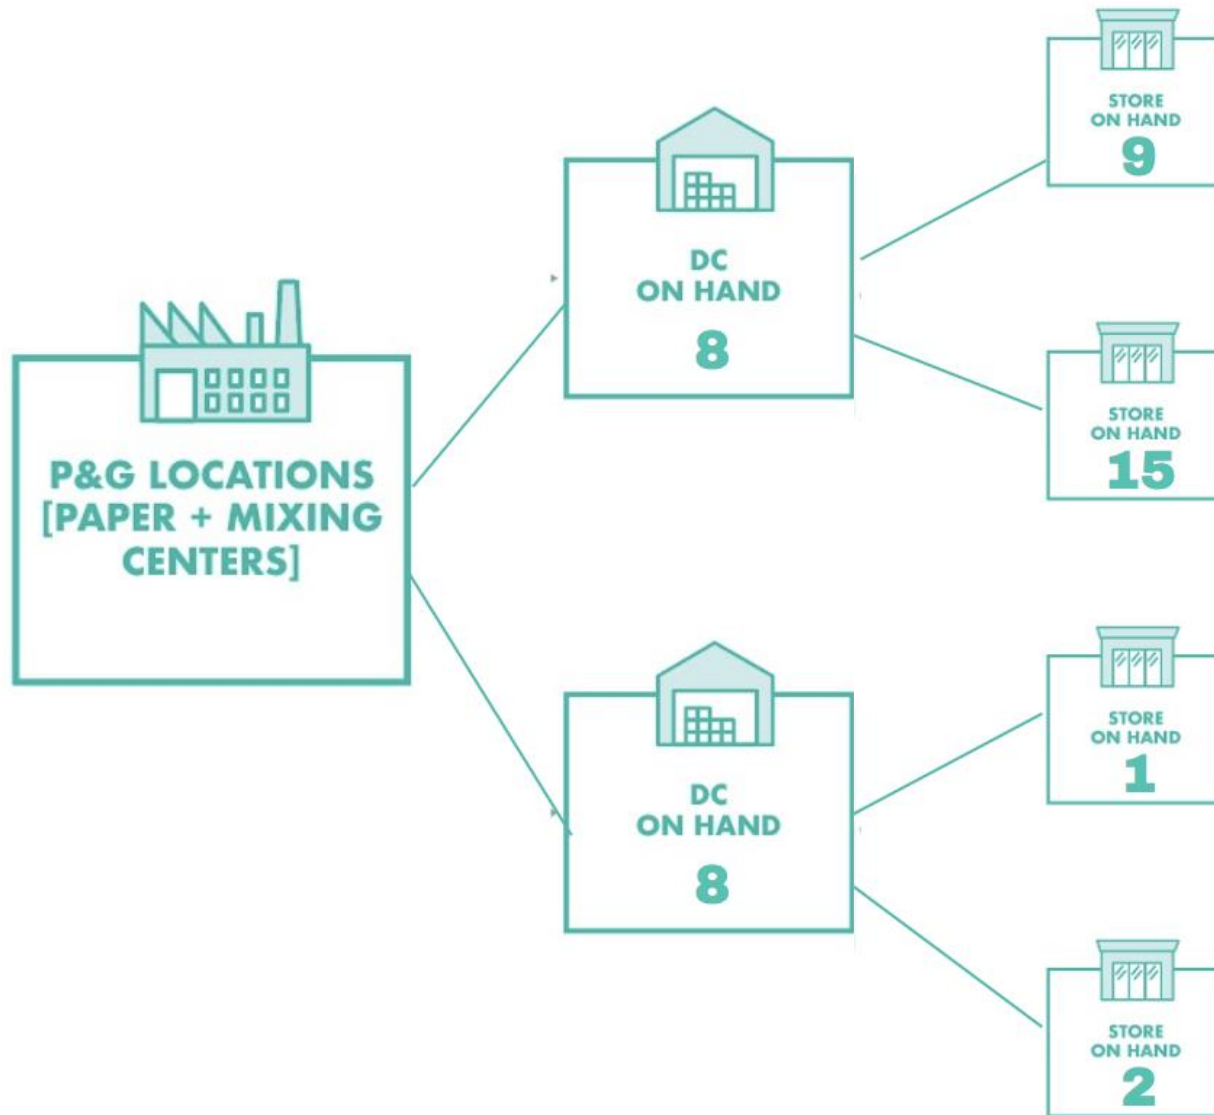 P&G LOCATIONS
[PAPER + MIXING
CENTERS]
DC
ON HAND
8
DC
ON HAND
8
STORE
ON HAND
9
STORE
ON HAND
15
STORE
ON HAND
1
STORE
ON HAND
2